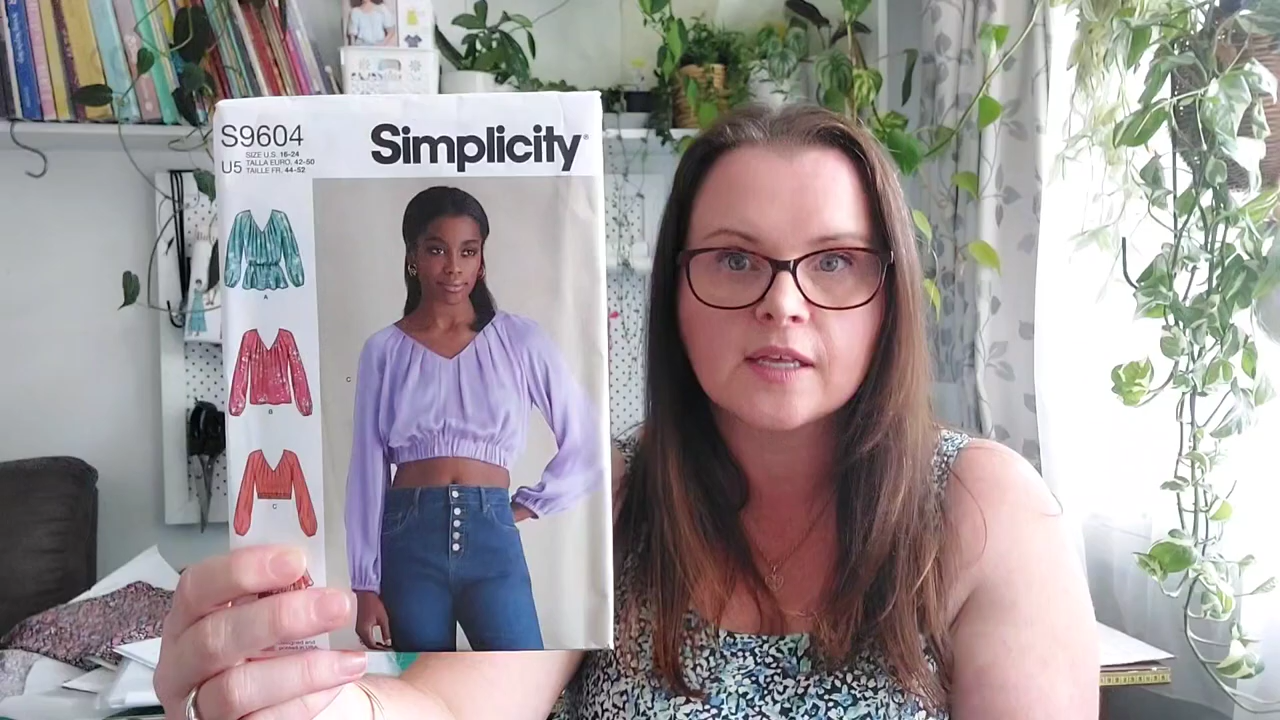 S9604
Simplicity®
U5
SIZE U.S. 16-24
TALLA EURO. 42-50
TAILLE FR. 44-52
A
B
C
C